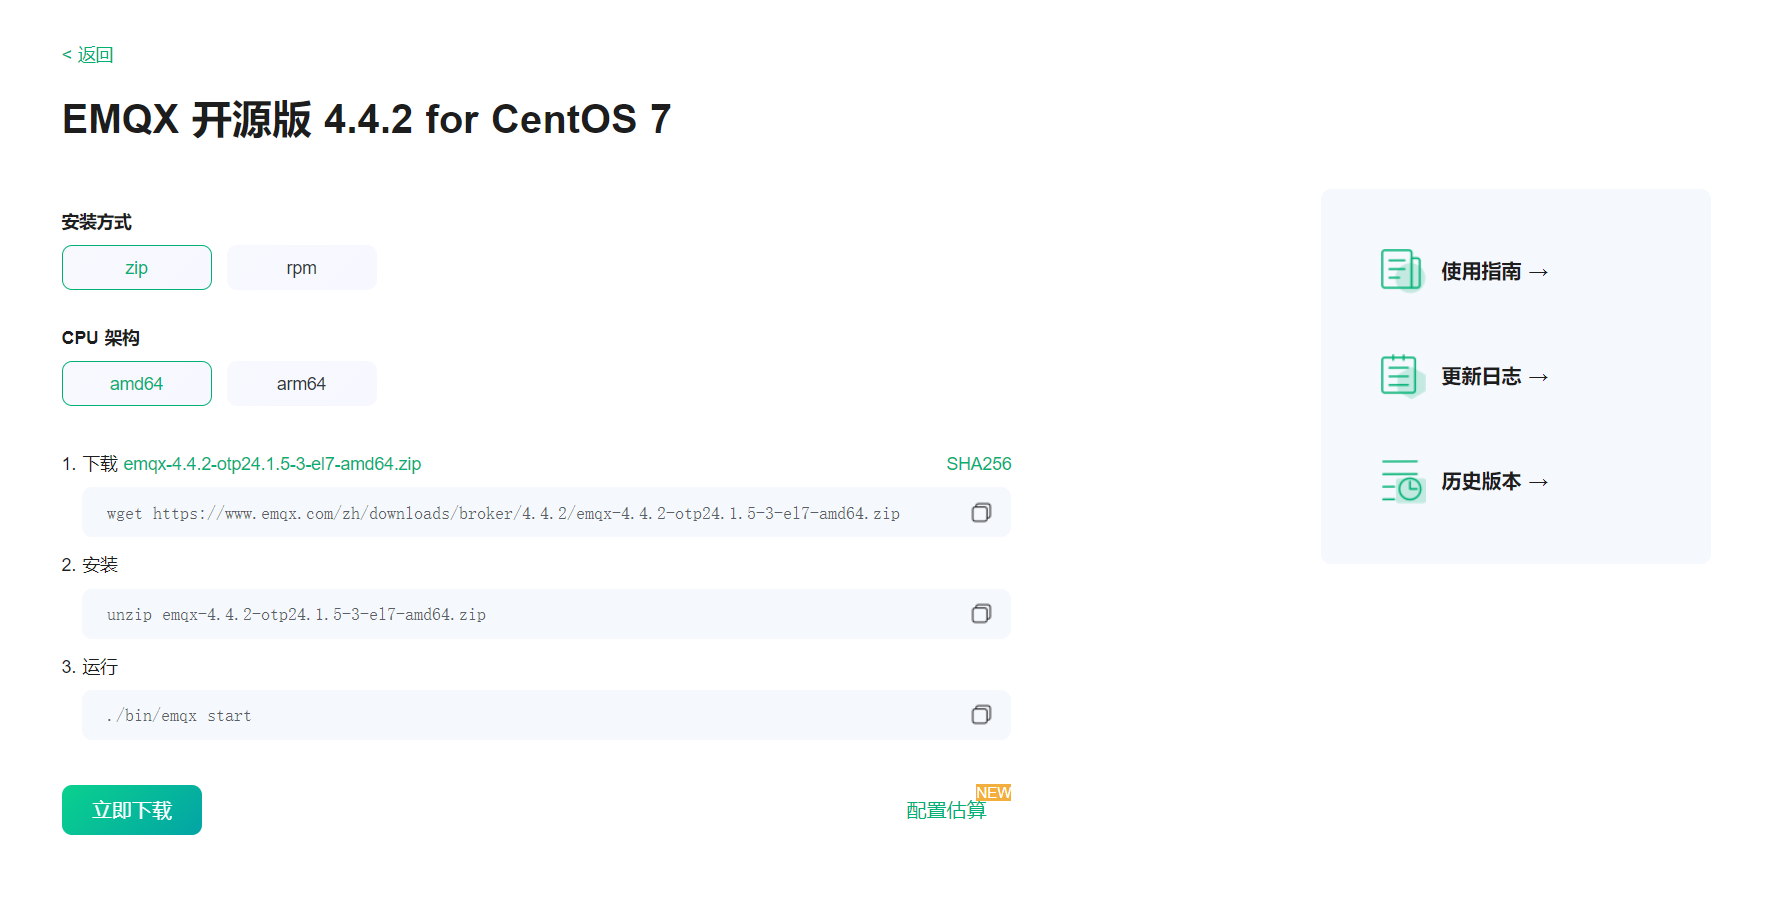 < 返回
EMQX 开源版 4.4.2 for CentOS 7
安装方式
zip
rpm
CPU 架构
amd64
arm64
1. 下载 emqx-4.4.2-otp24.1.5-3-el7-amd64.zip
SHA256
wget https://www.emqx.com/zh/downloads/broker/4.4.2/emqx-4.4.2-otp24.1.5-3-el7-amd64.zip
2. 安装
unzip emqx-4.4.2-otp24.1.5-3-el7-amd64.zip
3. 运行
./bin/emqx start
立即下载
配置估算
NEW
使用指南 →
更新日志 →
历史版本 →